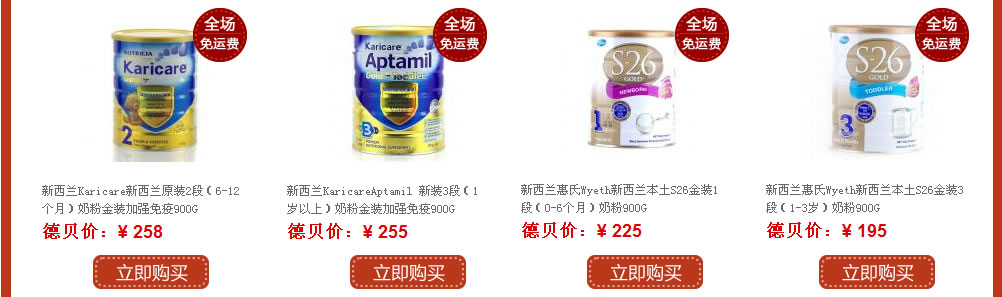 全场
免运费
NUTRICIA
Karicare
2
新西兰Karicare新西兰原装2段（6-12
个月）奶粉金装加强免疫900G
德贝价：¥ 258
立即购买
全场
免运费
Karicare
Aptamil
Gold Toddler
3
新西兰KaricareAptamil 新装3段（1
岁以上）奶粉金装加强免疫900G
德贝价：¥ 255
立即购买
全场
免运费
S-26
GOLD
NEWBORN
1
新西兰惠氏Wyeth新西兰本土S26金装1
段（0-6个月）奶粉900G
德贝价：¥ 225
立即购买
全场
免运费
S-26
GOLD
TODDLER
3
新西兰惠氏Wyeth新西兰本土S26金装3
段（1-3岁）奶粉900G
德贝价：¥ 195
立即购买